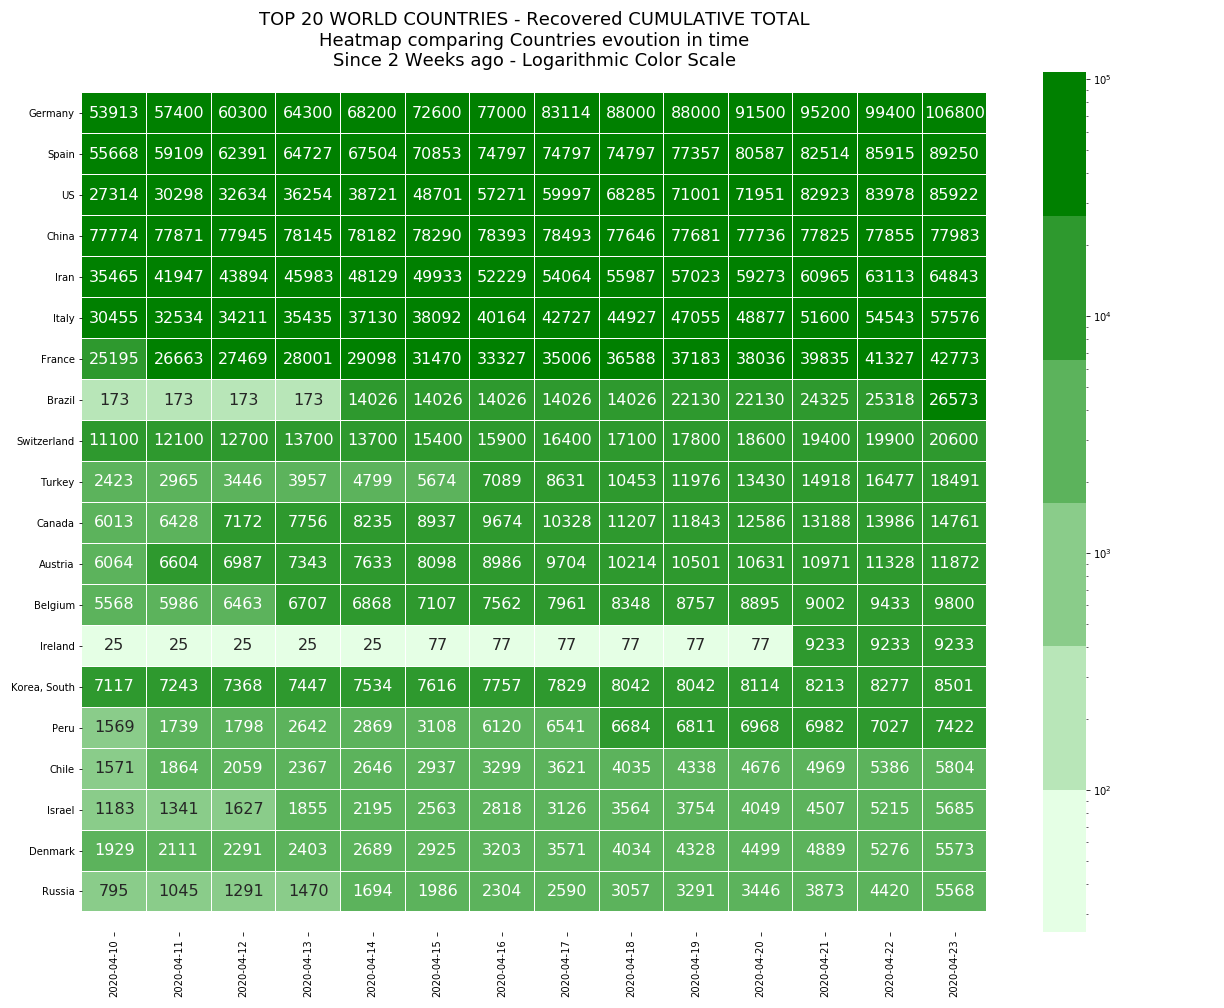 TOP 20 WORLD COUNTRIES - Recovered CUMULATIVE TOTAL
Heatmap comparing Countries evoution in time
Since 2 Weeks ago - Logarithmic Color Scale
Germany 53913 57400 60300 64300 68200 72600 77000 83114 88000 88000 91500 95200 99400 106800
Spain 55668 59109 62391 64727 67504 70853 74797 74797 74797 77357 80587 82514 85915 89250
US 27314 30298 32634 36254 38721 48701 57271 59997 68285 71001 71951 82923 83978 85922
China 77774 77871 77945 78145 78182 78290 78393 78493 77646 77681 77736 77825 77855 77983
Iran 35465 41947 43894 45983 48129 49933 52229 54064 55987 57023 59273 60965 63113 64843
Italy 30455 32534 34211 35435 37130 38092 40164 42727 44927 47055 48877 51600 54543 57576
France 25195 26663 27469 28001 29098 31470 33327 35006 36588 37183 38036 39835 41327 42773
Brazil 173 173 173 173 14026 14026 14026 14026 14026 22130 22130 24325 25318 26573
Switzerland 11100 12100 12700 13700 13700 15400 15900 16400 17100 17800 18600 19400 19900 20600
Turkey 2423 2965 3446 3957 4799 5674 7089 8631 10453 11976 13430 14918 16477 18491
Canada 6013 6428 7172 7756 8235 8937 9674 10328 11207 11843 12586 13188 13986 14761
Austria 6064 6604 6987 7343 7633 8098 8986 9704 10214 10501 10631 10971 11328 11872
Belgium 5568 5986 6463 6707 6868 7107 7562 7961 8348 8757 8895 9002 9433 9800
Ireland 25 25 25 25 25 77 77 77 77 77 77 9233 9233 9233
Korea, South 7117 7243 7368 7447 7534 7616 7757 7829 8042 8042 8114 8213 8277 8501
Peru 1569 1739 1798 2642 2869 3108 6120 6541 6684 6811 6968 6982 7027 7422
Chile 1571 1864 2059 2367 2646 2937 3299 3621 4035 4338 4676 4969 5386 5804
Israel 1183 1341 1627 1855 2195 2563 2818 3126 3564 3754 4049 4507 5215 5685
Denmark 1929 2111 2291 2403 2689 2925 3203 3571 4034 4328 4499 4889 5276 5573
Russia 795 1045 1291 1470 1694 1986 2304 2590 3057 3291 3446 3873 4420 5568
2020-04-10 2020-04-11 2020-04-12 2020-04-13 2020-04-14 2020-04-15 2020-04-16 2020-04-17 2020-04-18 2020-04-19 2020-04-20 2020-04-21 2020-04-22 2020-04-23
10⁵
10⁴
10³
10²